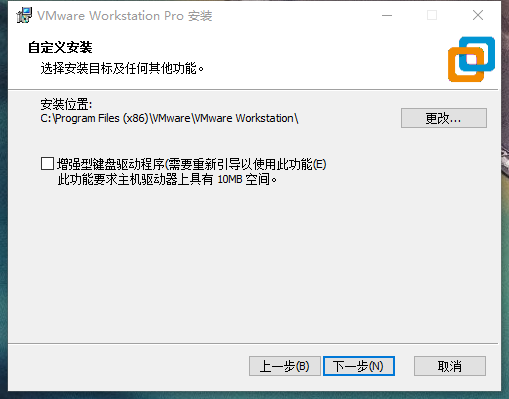 VMware Workstation Pro 安装
自定义安装
选择安装目标及任何其他功能。
安装位置:
C:\Program Files (x86)\VMware\VMware Workstation\
更改...
增强型键盘驱动程序(需要重新引导以使用此功能(E)
此功能要求主机驱动器上具有 10MB 空间。
上一步(B)
下一步(N)
取消